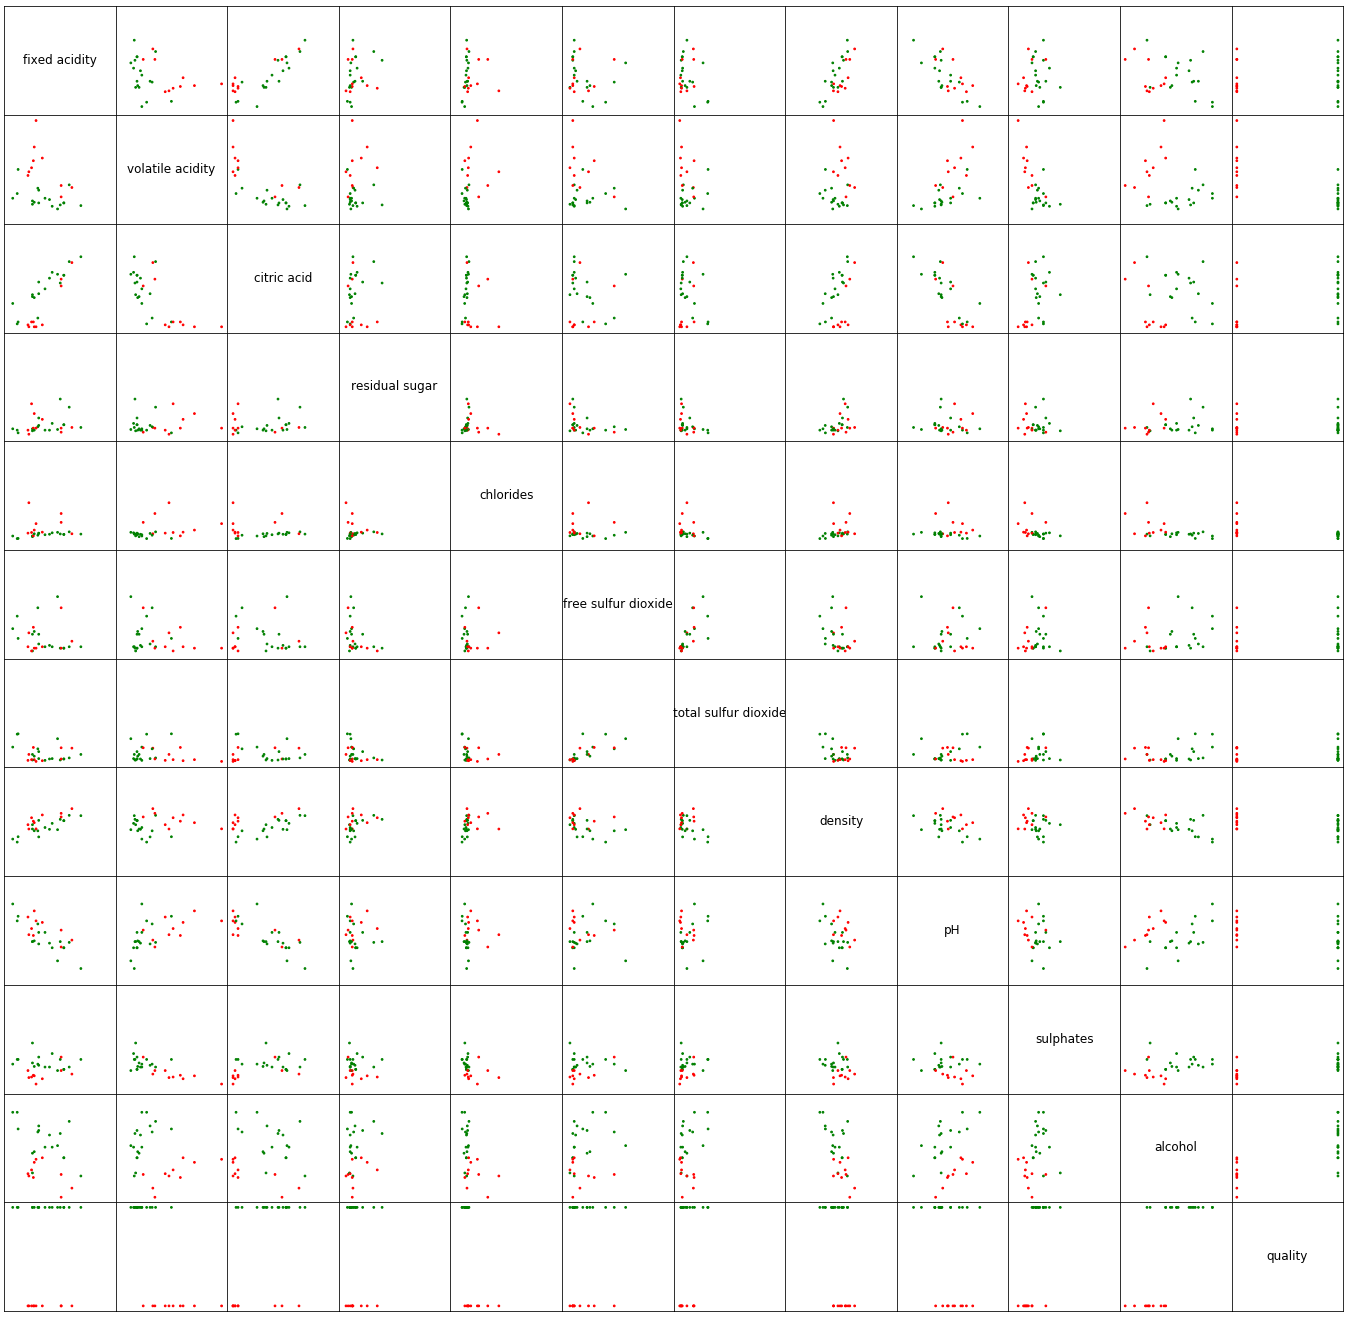 fixed acidity
volatile acidity
citric acid
residual sugar
chlorides
free sulfur dioxide
total sulfur dioxide
density
pH
sulphates
alcohol
quality